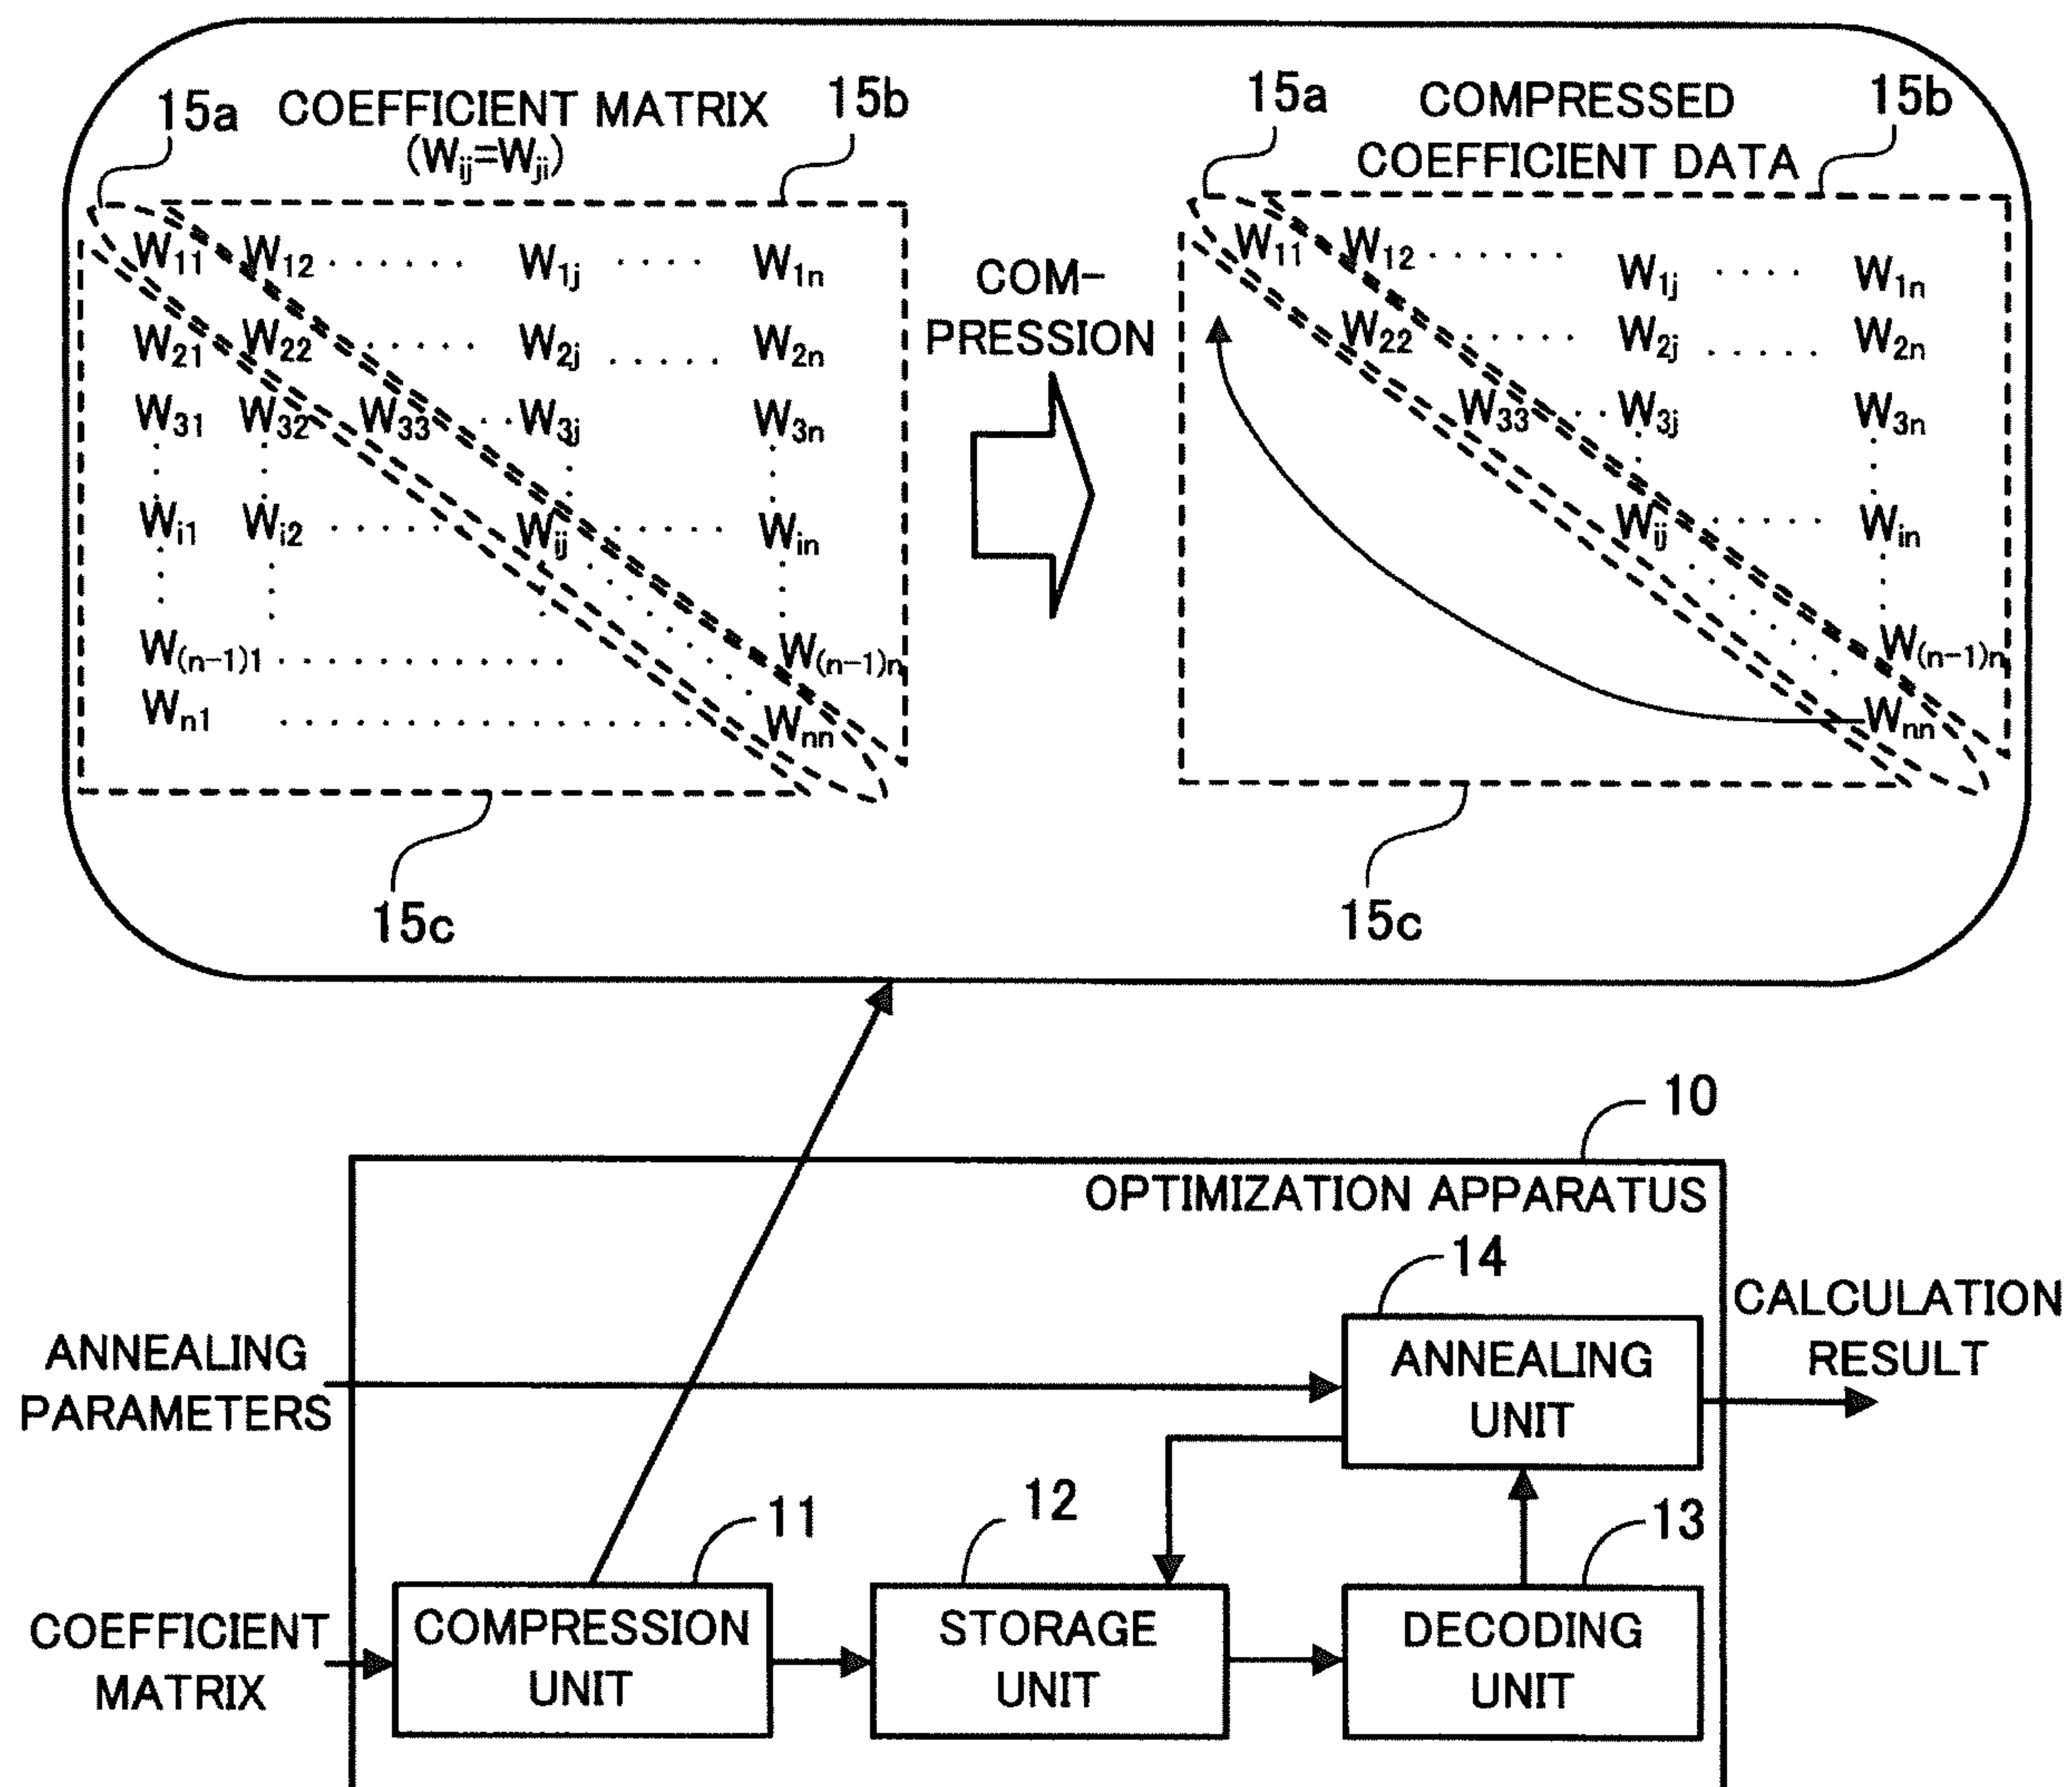 15a COEFFICIENT MATRIX 15b
(Wij=Wji)
W11 W12 . . . . . . W1j . . . . W1n
W21 W22 . . . . . . W2j . . . . . W2n
W31 W32 W33 . . W3j W3n
Wi1 Wi2 . . . . . . Wij . . . . . Win
W(n-1)1 . . . . . . . . . . . . W(n-1)n
Wn1 . . . . . . . . . . . . . . . . . Wnn
15c
COM-
PRESSION
15a COMPRESSED 15b
COEFFICIENT DATA
W11 W12 . . . . . . W1j . . . . W1n
W22 . . . . . W2j . . . . . W2n
W33 . . W3j W3n
Wij . . . . . Win
W(n-1)n
Wnn
15c
10
OPTIMIZATION APPARATUS
14
ANNEALING
PARAMETERS
ANNEALING
UNIT
CALCULATION
RESULT
11
12
13
COEFFICIENT
MATRIX
COMPRESSION
UNIT
STORAGE
UNIT
DECODING
UNIT